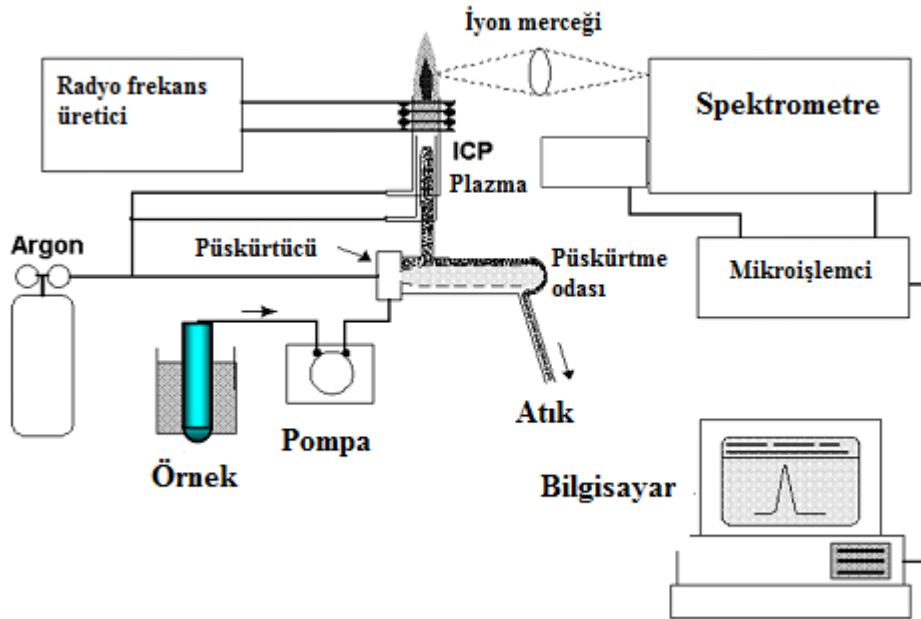 İyon merceği
Radyo frekans
üretici
Spektrometre
ICP
Plazma
Argon
Püskürtücü
Püskürtme
odası
Mikroişlemci
Örnek
Pompa
Atık
Bilgisayar